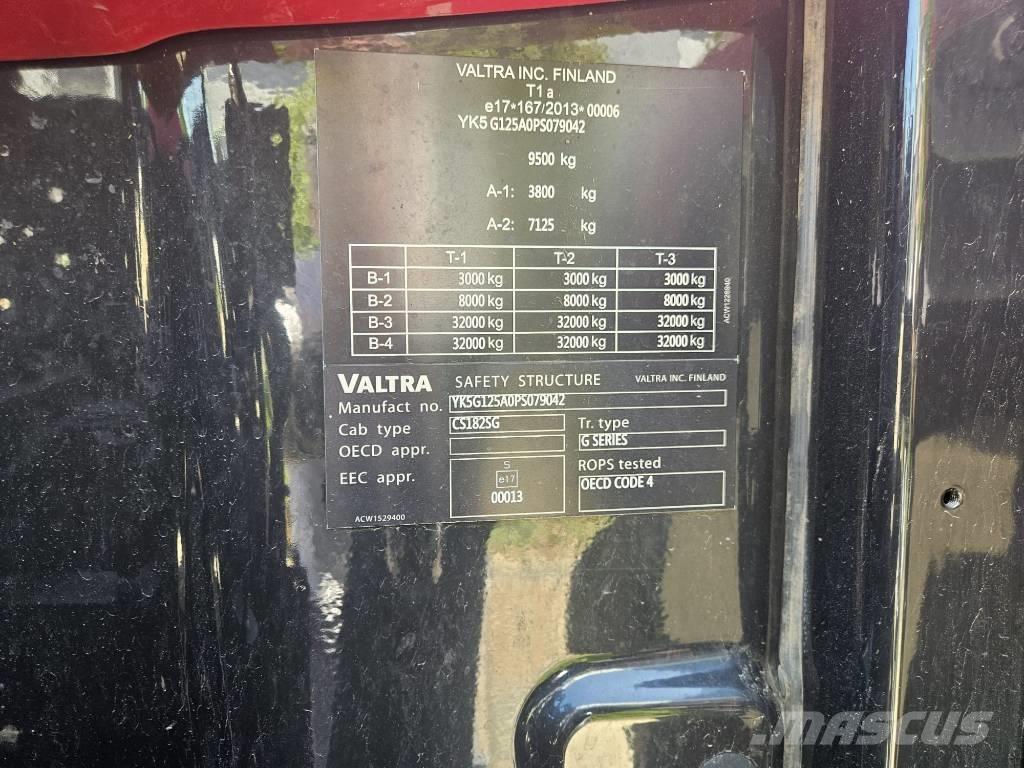 VALTRA INC. FINLAND
T1a
e17*167/2013*00006
YK5G125A0PS079042
9500 kg
A-1: 3800 kg
A-2: 7125 kg
T-1 T-2 T-3
B-1 3000 kg 3000 kg 3000 kg
B-2 8000 kg 8000 kg 8000 kg
B-3 32000 kg 32000 kg 32000 kg
B-4 32000 kg 32000 kg 32000 kg
VALTRA SAFETY STRUCTURE VALTRA INC. FINLAND
Manufact no. YK5G125A0PS079042
Cab type CS182SG Tr. type
OECD appr. G SERIES
EEC appr. S ROPS tested
e17 OECD CODE 4
00013
ACW1529400
MASCUS